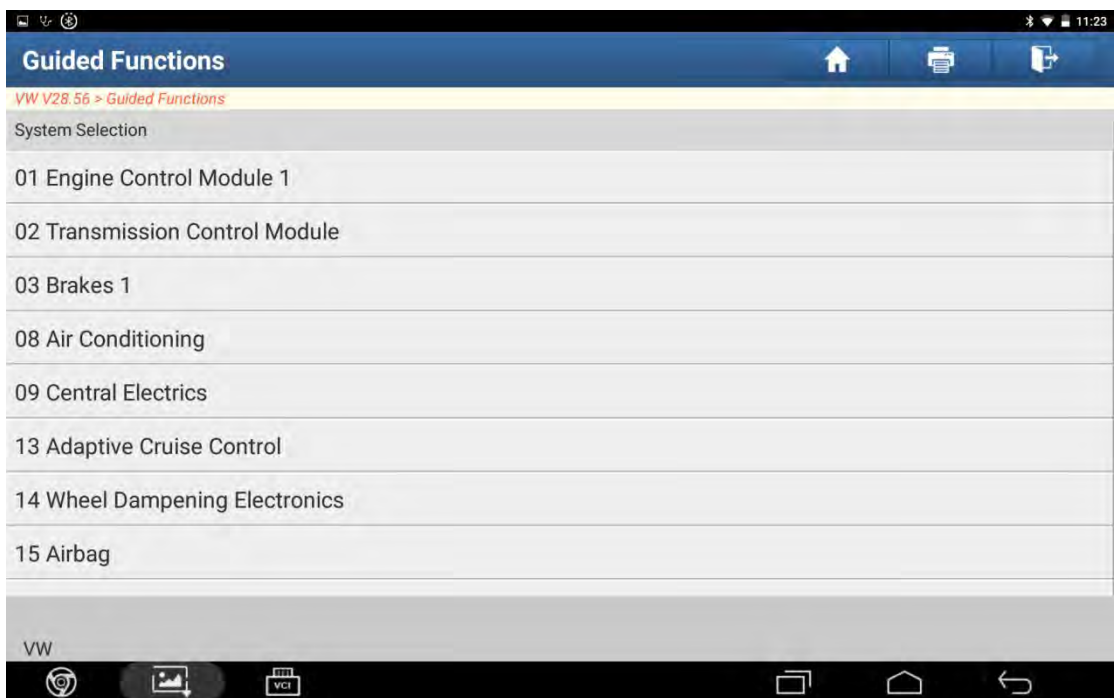 11:23
Guided Functions
VW V28.56 > Guided Functions
System Selection
01 Engine Control Module 1
02 Transmission Control Module
03 Brakes 1
08 Air Conditioning
09 Central Electrics
13 Adaptive Cruise Control
14 Wheel Dampening Electronics
15 Airbag
VW
VCI